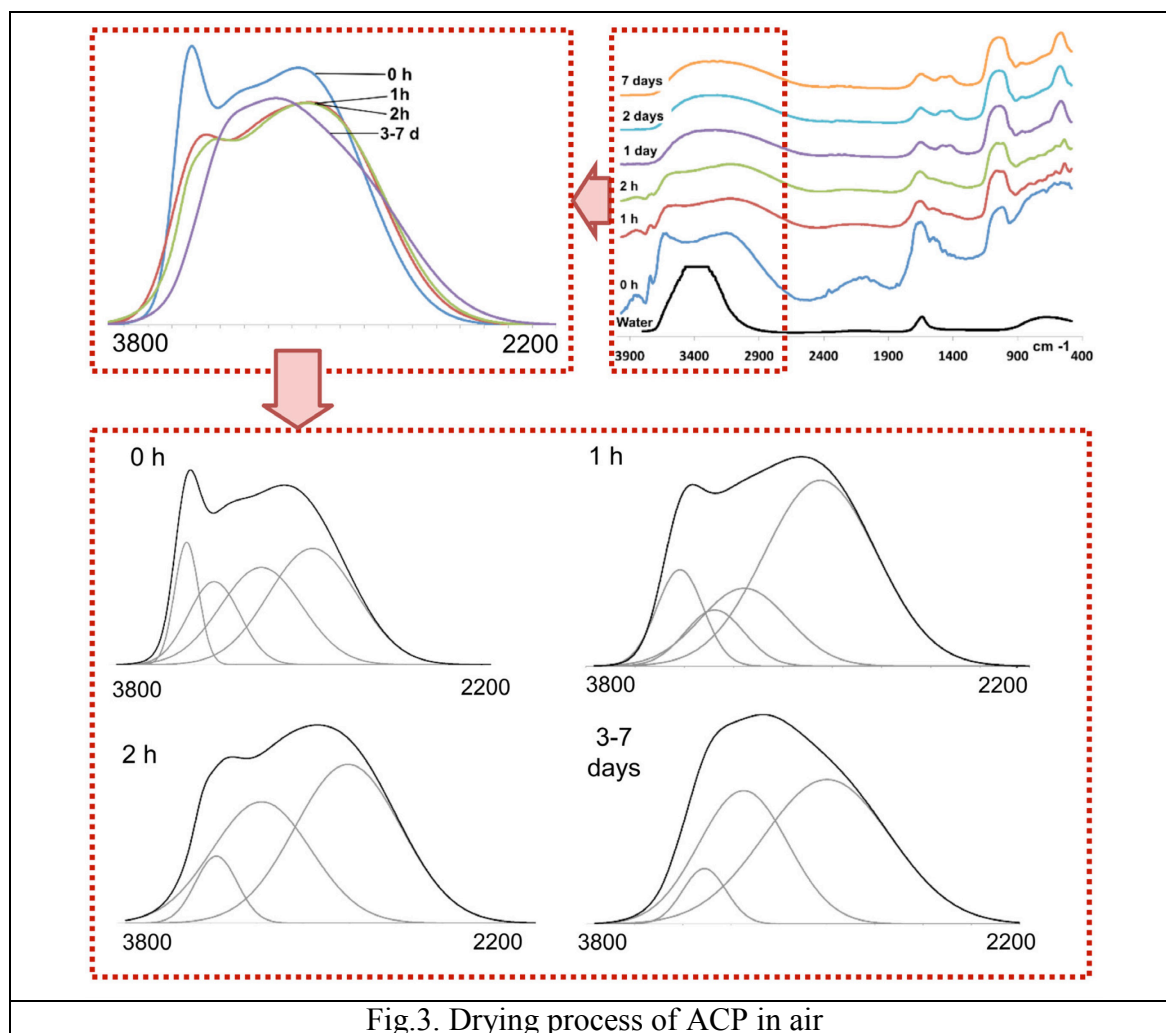 0 h
1h
2h
3-7 d
3800
2200
7 days
2 days
1 day
2 h
1 h
0 h
Water
cm -1
3900 3400 2900 2400 1900 1400 900 400
0 h
3800
2200
1 h
3800
2200
2 h
3800
2200
3-7
days
3800
2200
Fig.3. Drying process of ACP in air